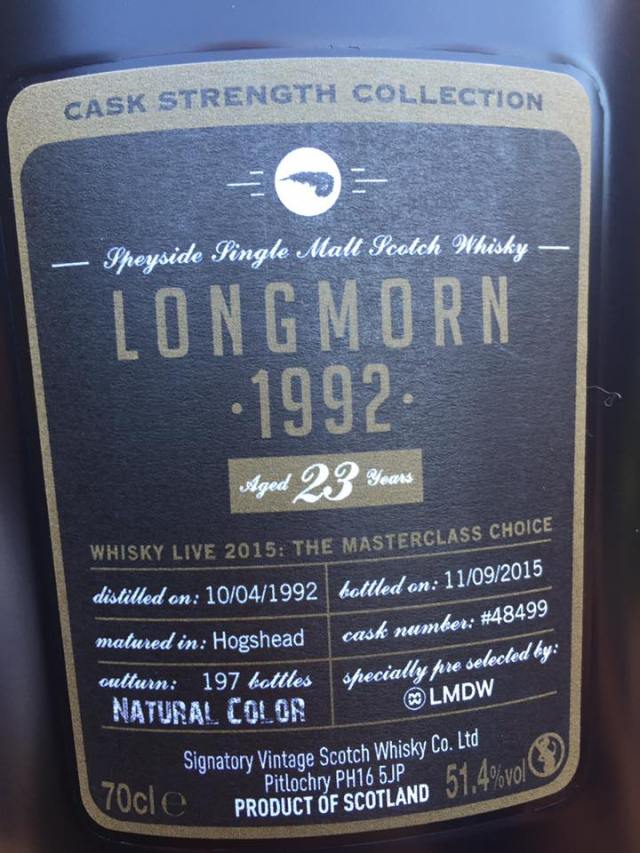 CASK STRENGTH COLLECTION
Speyside Single Malt Scotch Whisky
LONGMORN
·1992·
Aged 23 Years
WHISKY LIVE 2015: THE MASTERCLASS CHOICE
distilled on: 10/04/1992
bottled on: 11/09/2015
matured in: Hogshead
cask number: #48499
outturn: 197 bottles
NATURAL COLOR
specially pre selected by:
LMDW
Signatory Vintage Scotch Whisky Co. Ltd
Pitlochry PH16 5JP
PRODUCT OF SCOTLAND
70cl e
51.4%vol